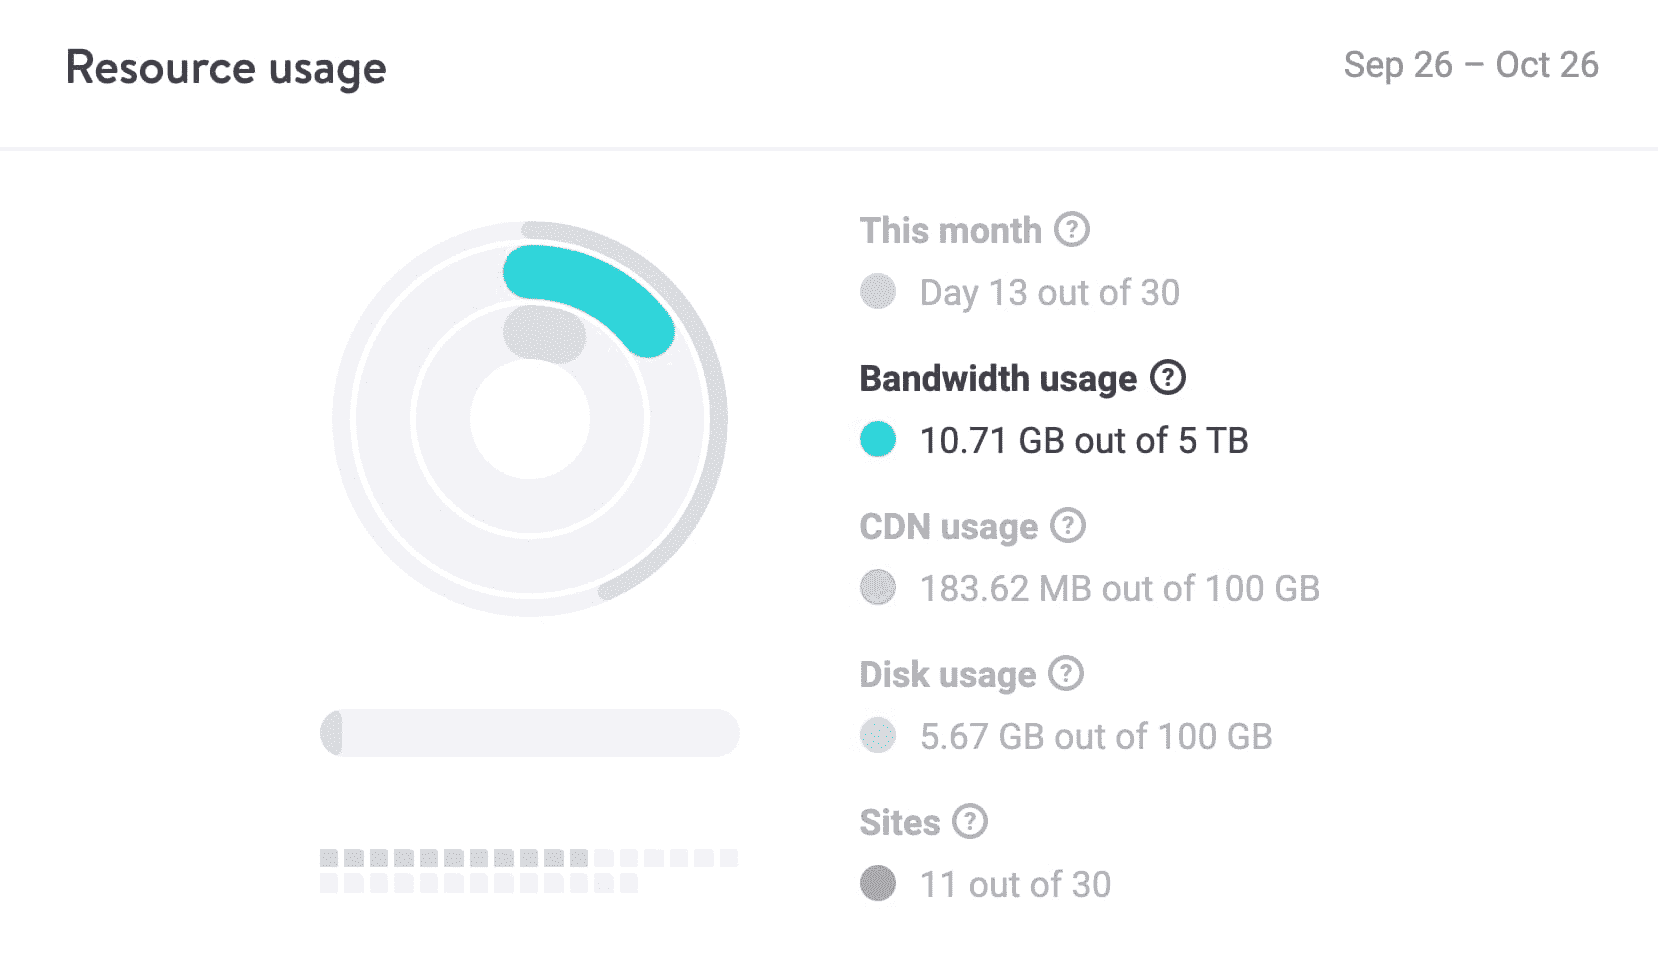 Resource usage
Sep 26 – Oct 26
This month ?
Day 13 out of 30
Bandwidth usage ?
10.71 GB out of 5 TB
CDN usage ?
183.62 MB out of 100 GB
Disk usage ?
5.67 GB out of 100 GB
Sites ?
11 out of 30